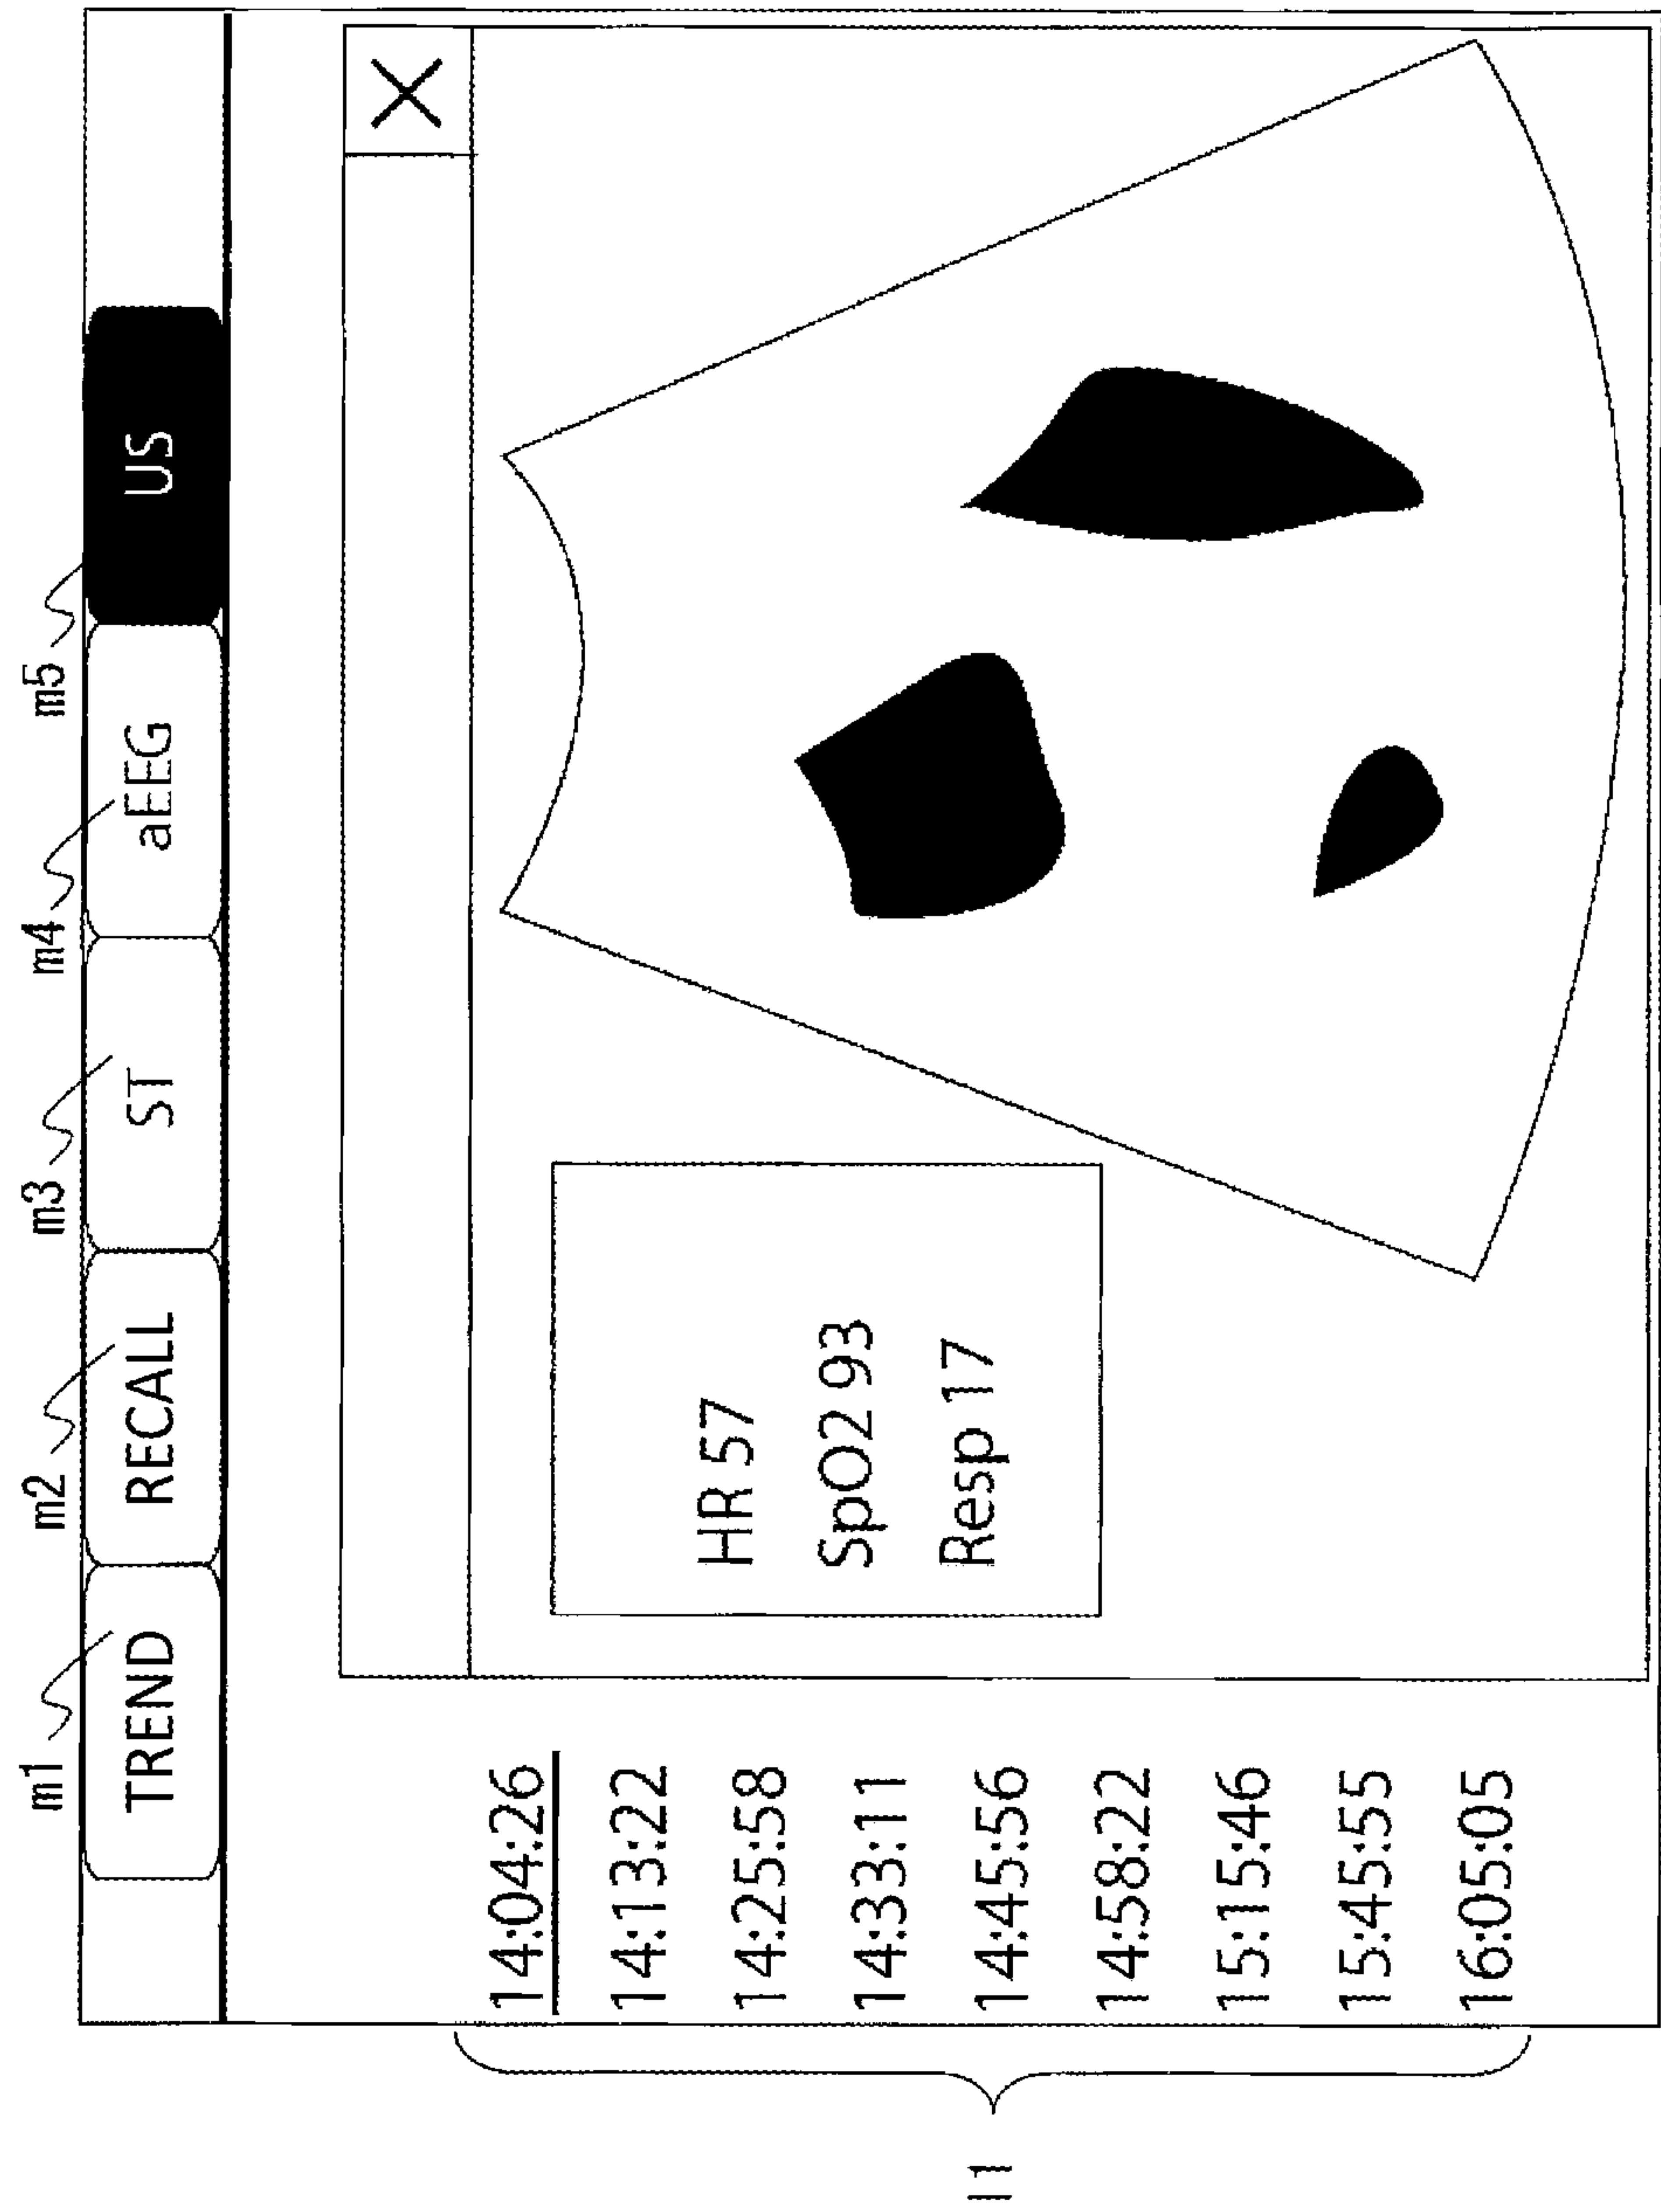 m1 m2 m3 m4 m5
TREND RECALL ST aEEG US
14:04:26
14:13:22
14:25:58
14:33:11
14:45:56
14:58:22
15:15:46
15:45:55
16:05:05
l1
HR 57
SpO2 93
Resp 17